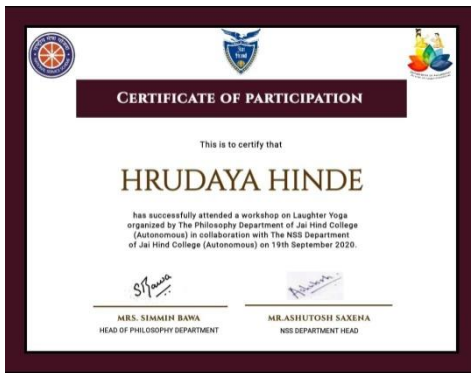 CERTIFICATE OF PARTICIPATION
This is to certify that
HRUDAYA HINDE
has successfully attended a workshop on Laughter Yoga
organized by The Philosophy Department of Jai Hind College
(Autonomous) in collaboration with The NSS Department
of Jai Hind College (Autonomous) on 19th September 2020.
MRS. SIMMIN BAWA
HEAD OF PHILOSOPHY DEPARTMENT
MR.ASHUTOSH SAXENA
NSS DEPARTMENT HEAD